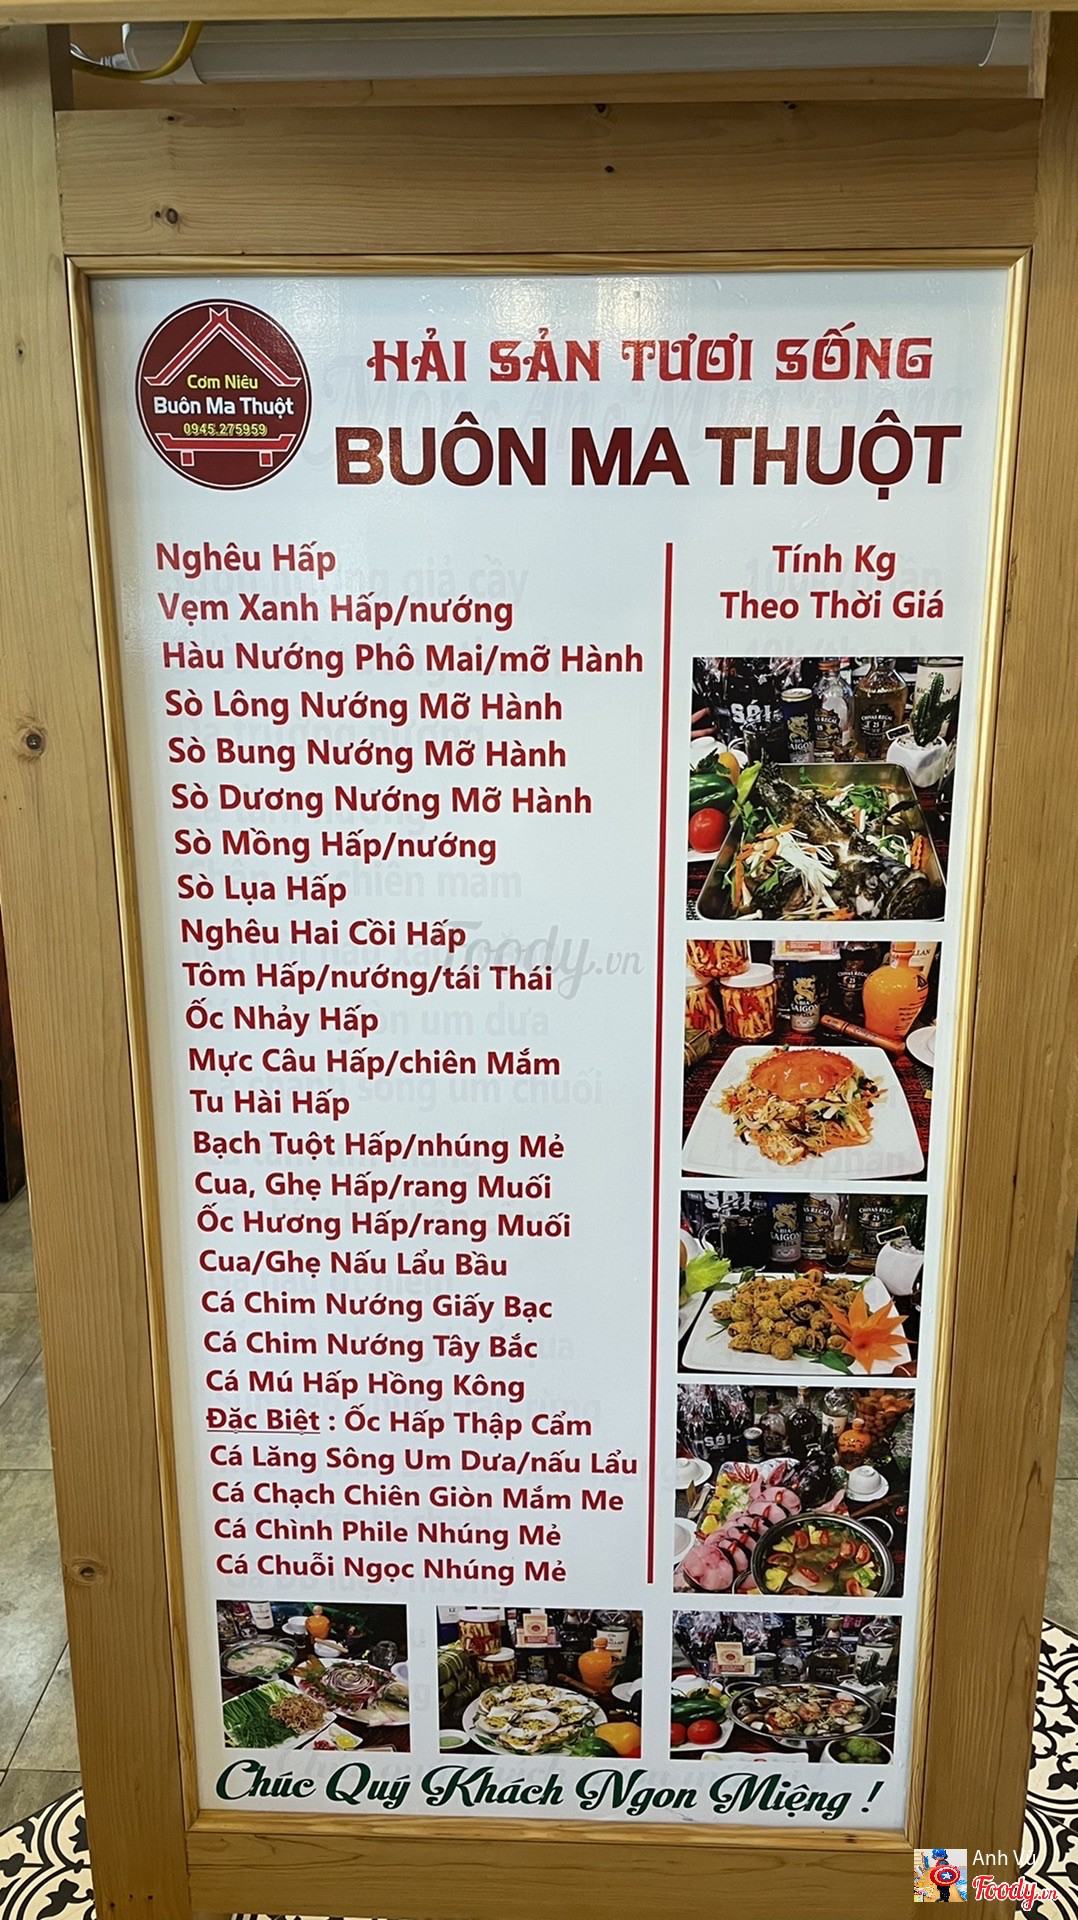 Cơm Niêu
Buôn Ma Thuột
0945.275959
HẢI SẢN TƯƠI SỐNG
BUÔN MA THUỘT
Nghêu Hấp
Vẹm Xanh Hấp/nướng
Hàu Nướng Phô Mai/mỡ Hành
Sò Lông Nướng Mỡ Hành
Sò Bung Nướng Mỡ Hành
Sò Dương Nướng Mỡ Hành
Sò Mồng Hấp/nướng
Sò Lụa Hấp
Nghêu Hai Cồi Hấp
Tôm Hấp/nướng/tái Thái
Ốc Nhảy Hấp
Mực Câu Hấp/chiên Mắm
Tu Hài Hấp
Bạch Tuột Hấp/nhúng Mẻ
Cua, Ghẹ Hấp/rang Muối
Ốc Hương Hấp/rang Muối
Cua/Ghẹ Nấu Lẩu Bầu
Cá Chim Nướng Giấy Bạc
Cá Chim Nướng Tây Bắc
Cá Mú Hấp Hồng Kông
Đặc Biệt : Ốc Hấp Thập Cẩm
Cá Lăng Sông Um Dưa/nấu Lẩu
Cá Chạch Chiên Giòn Mắm Me
Cá Chình Phile Nhúng Mẻ
Cá Chuỗi Ngọc Nhúng Mẻ
Tính Kg
Theo Thời Giá
Chúc Quý Khách Ngon Miệng !
Foody.vn
Anh Vũ
Foody.vn